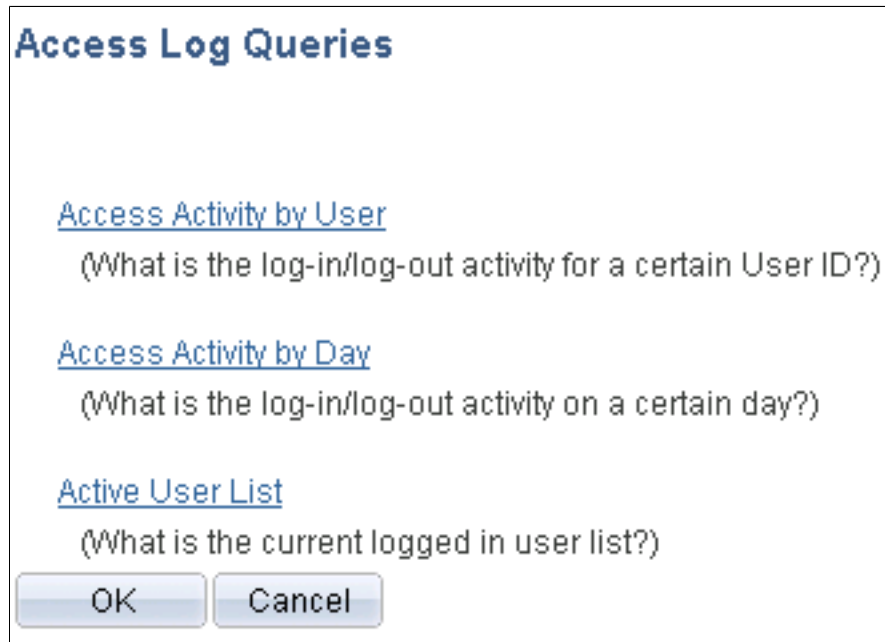 Access Log Queries
Access Activity by User
(What is the log-in/log-out activity for a certain User ID?)
Access Activity by Day
(What is the log-in/log-out activity on a certain day?)
Active User List
(What is the current logged in user list?)
OK Cancel